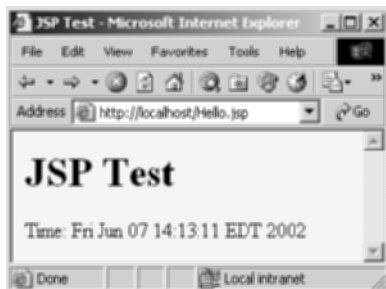 JSP Test - Microsoft Internet Explorer
File Edit View Favorites Tools Help
Address http://localhost/Hello.jsp Go
JSP Test
Time: Fri Jun 07 14:13:11 EDT 2002
Done Local intranet